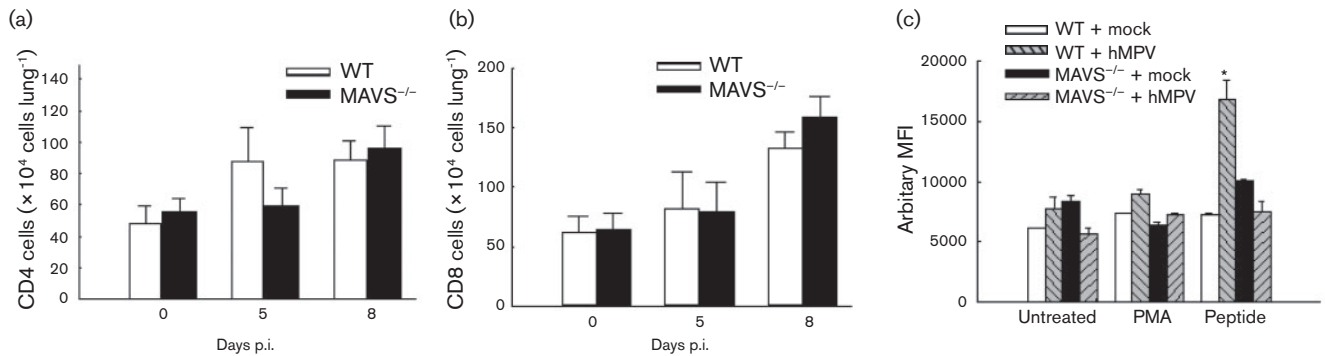 (a)
CD4 cells (×10⁴ cells lung⁻¹)
140
120
100
80
60
40
20
0
WT
MAVS⁻/⁻
0 5 8
Days p.i.
(b)
CD8 cells (×10⁴ cells lung⁻¹)
200
150
100
50
0
WT
MAVS⁻/⁻
0 5 8
Days p.i.
(c)
WT + mock
WT + hMPV
MAVS⁻/⁻ + mock
MAVS⁻/⁻ + hMPV
Arbitary MFI
20000
15000
10000
5000
0
*
Untreated PMA Peptide